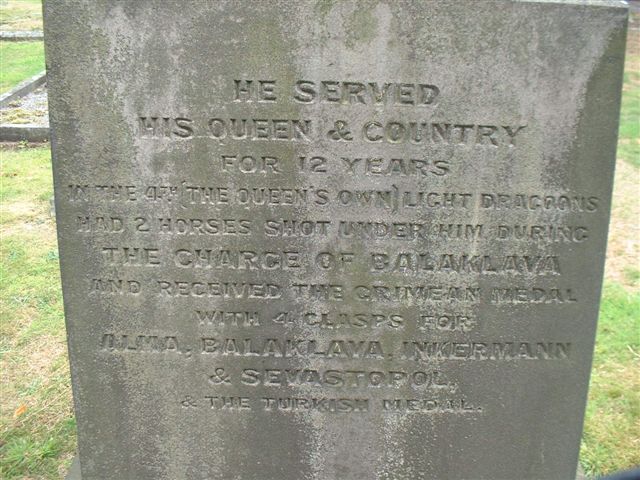 HE SERVED
HIS QUEEN & COUNTRY
FOR 12 YEARS
IN THE 4TH (THE QUEEN'S OWN) LIGHT DRAGOONS
HAD 2 HORSES SHOT UNDER HIM, DURING
THE CHARGE OF BALAKLAVA
AND RECEIVED THE CRIMEAN MEDAL
WITH 4 CLASPS FOR
ALMA, BALAKLAVA, INKERMANN
& SEVASTOPOL,
& THE TURKISH MEDAL.